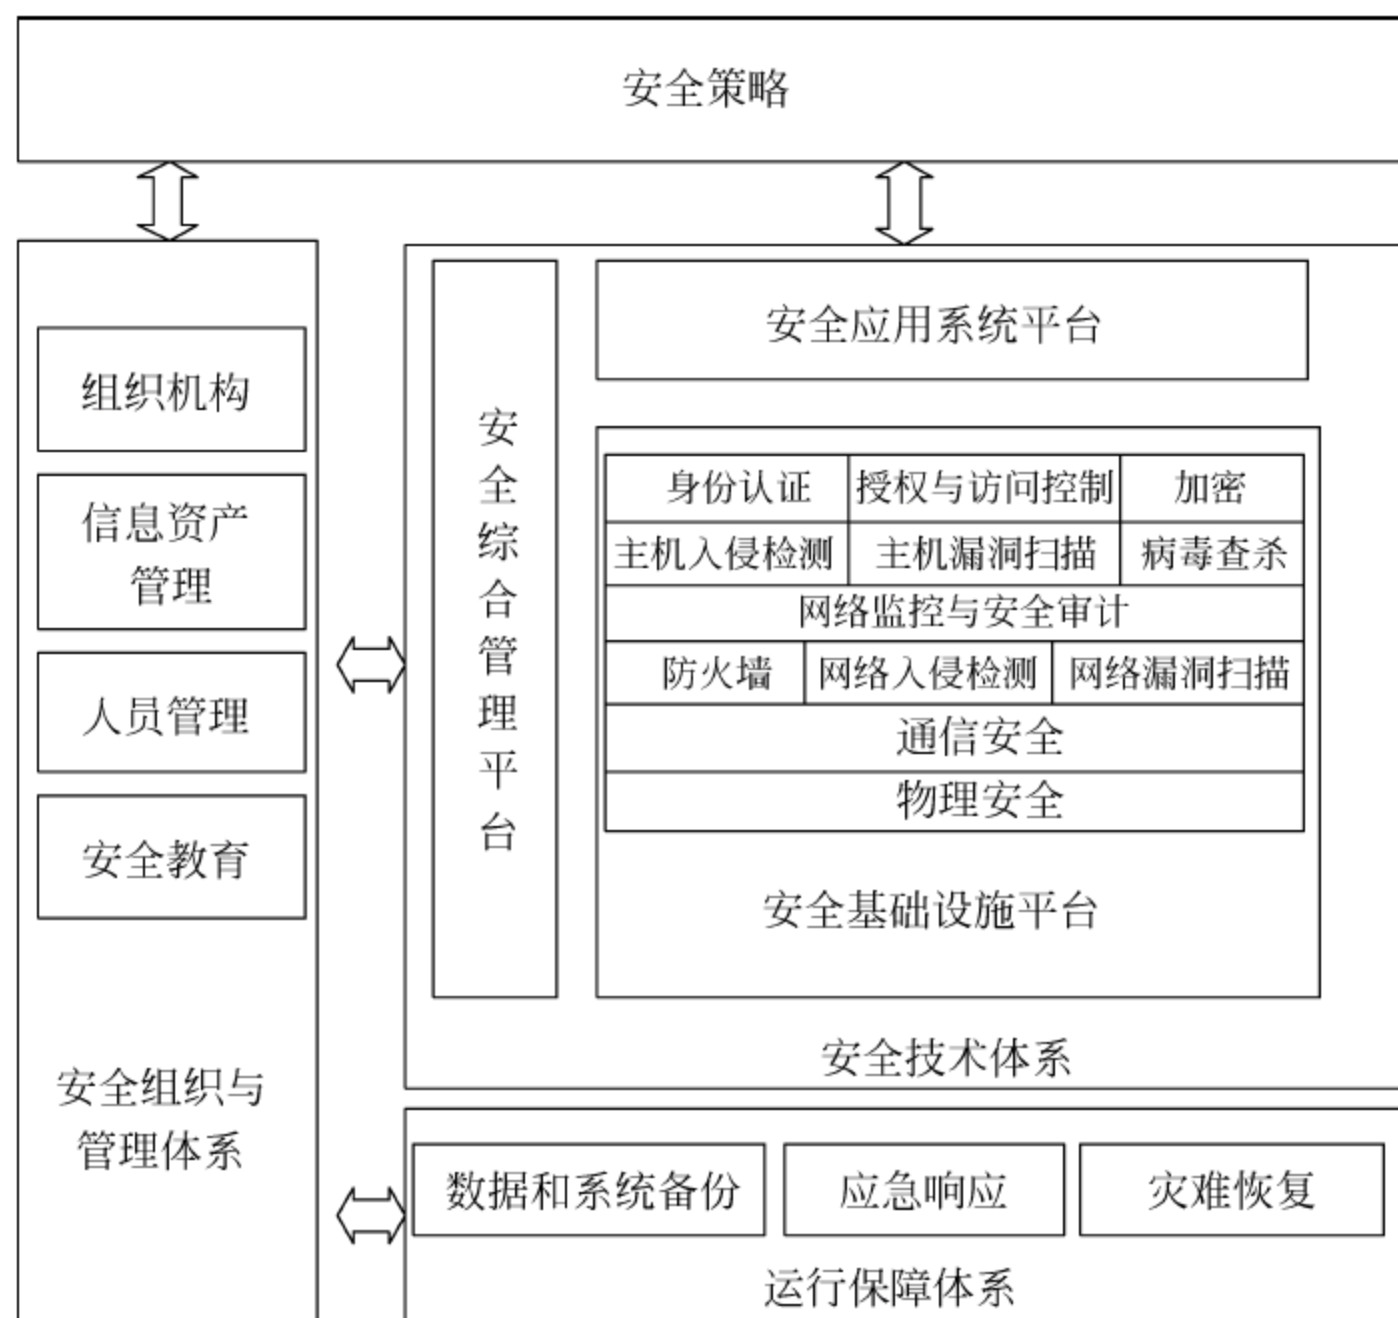 安全策略
组织机构
信息资产
管理
人员管理
安全教育
安全组织与
管理体系
安全综合管理平台
安全应用系统平台
身份认证 授权与访问控制 加密
主机入侵检测 主机漏洞扫描 病毒查杀
网络监控与安全审计
防火墙 网络入侵检测 网络漏洞扫描
通信安全
物理安全
安全基础设施平台
安全技术体系
数据和系统备份 应急响应 灾难恢复
运行保障体系